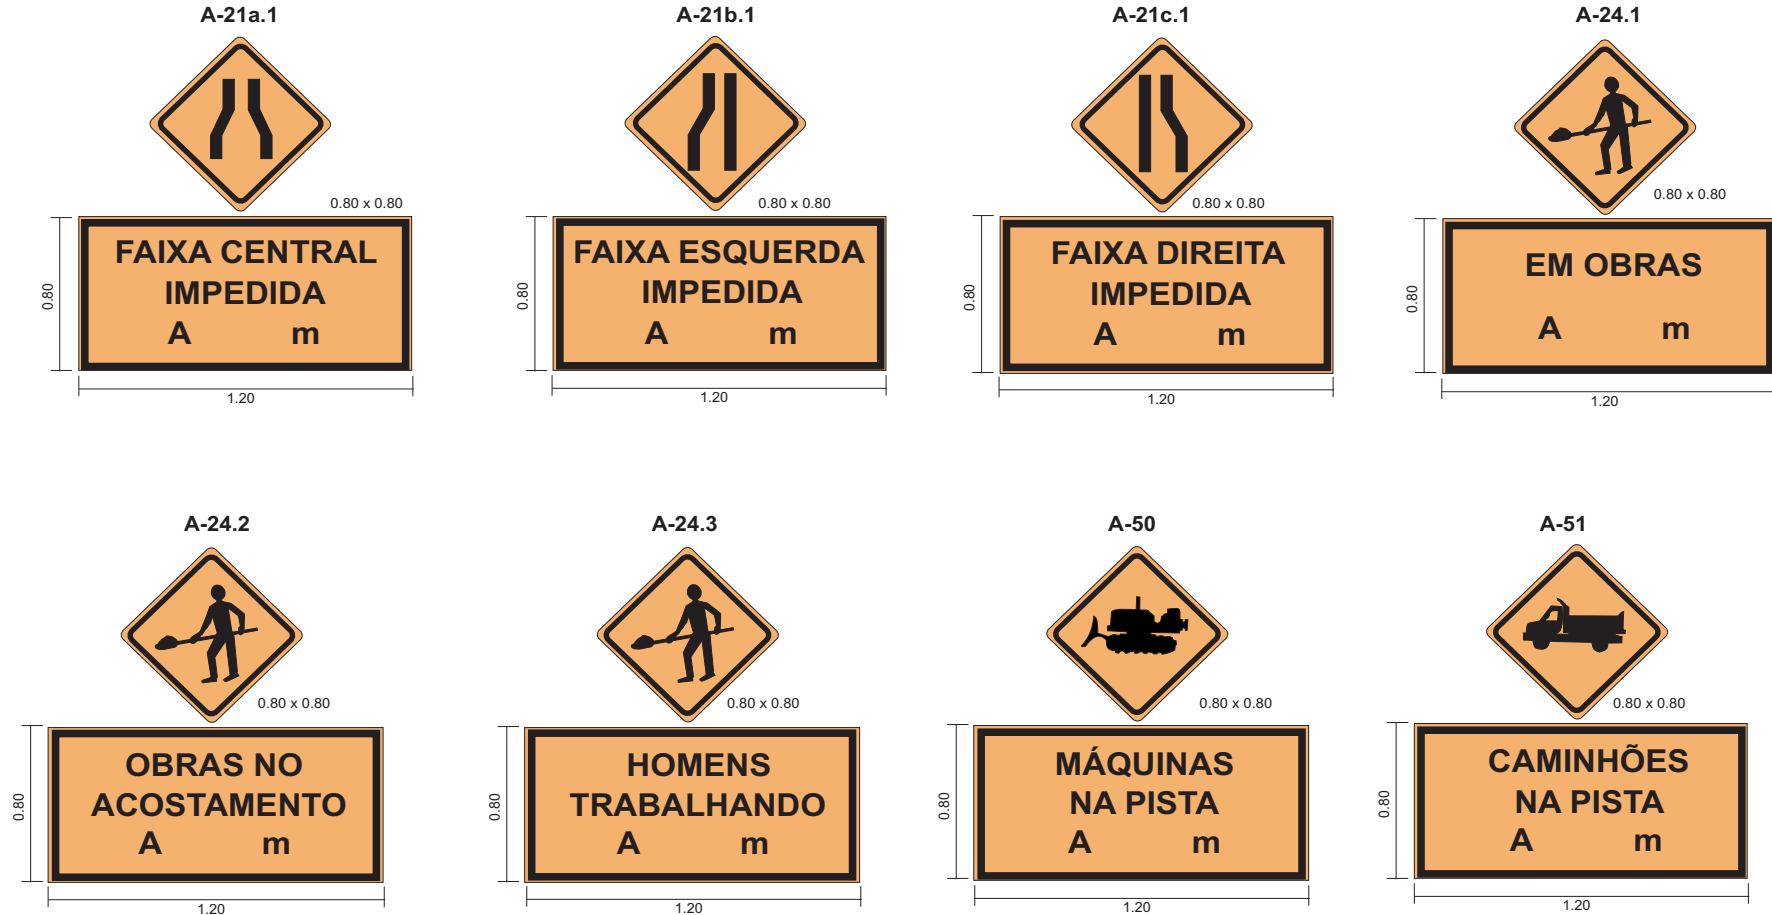 A-21a.1
0.80 x 0.80
FAIXA CENTRAL
IMPEDIDA
A m
0.80
1.20
A-21b.1
0.80 x 0.80
FAIXA ESQUERDA
IMPEDIDA
A m
0.80
1.20
A-21c.1
0.80 x 0.80
FAIXA DIREITA
IMPEDIDA
A m
0.80
1.20
A-24.1
0.80 x 0.80
EM OBRAS
A m
0.80
1.20
A-24.2
0.80 x 0.80
OBRAS NO
ACOSTAMENTO
A m
0.80
1.20
A-24.3
0.80 x 0.80
HOMENS
TRABALHANDO
A m
0.80
1.20
A-50
0.80 x 0.80
MÁQUINAS
NA PISTA
A m
0.80
1.20
A-51
0.80 x 0.80
CAMINHÕES
NA PISTA
A m
0.80
1.20